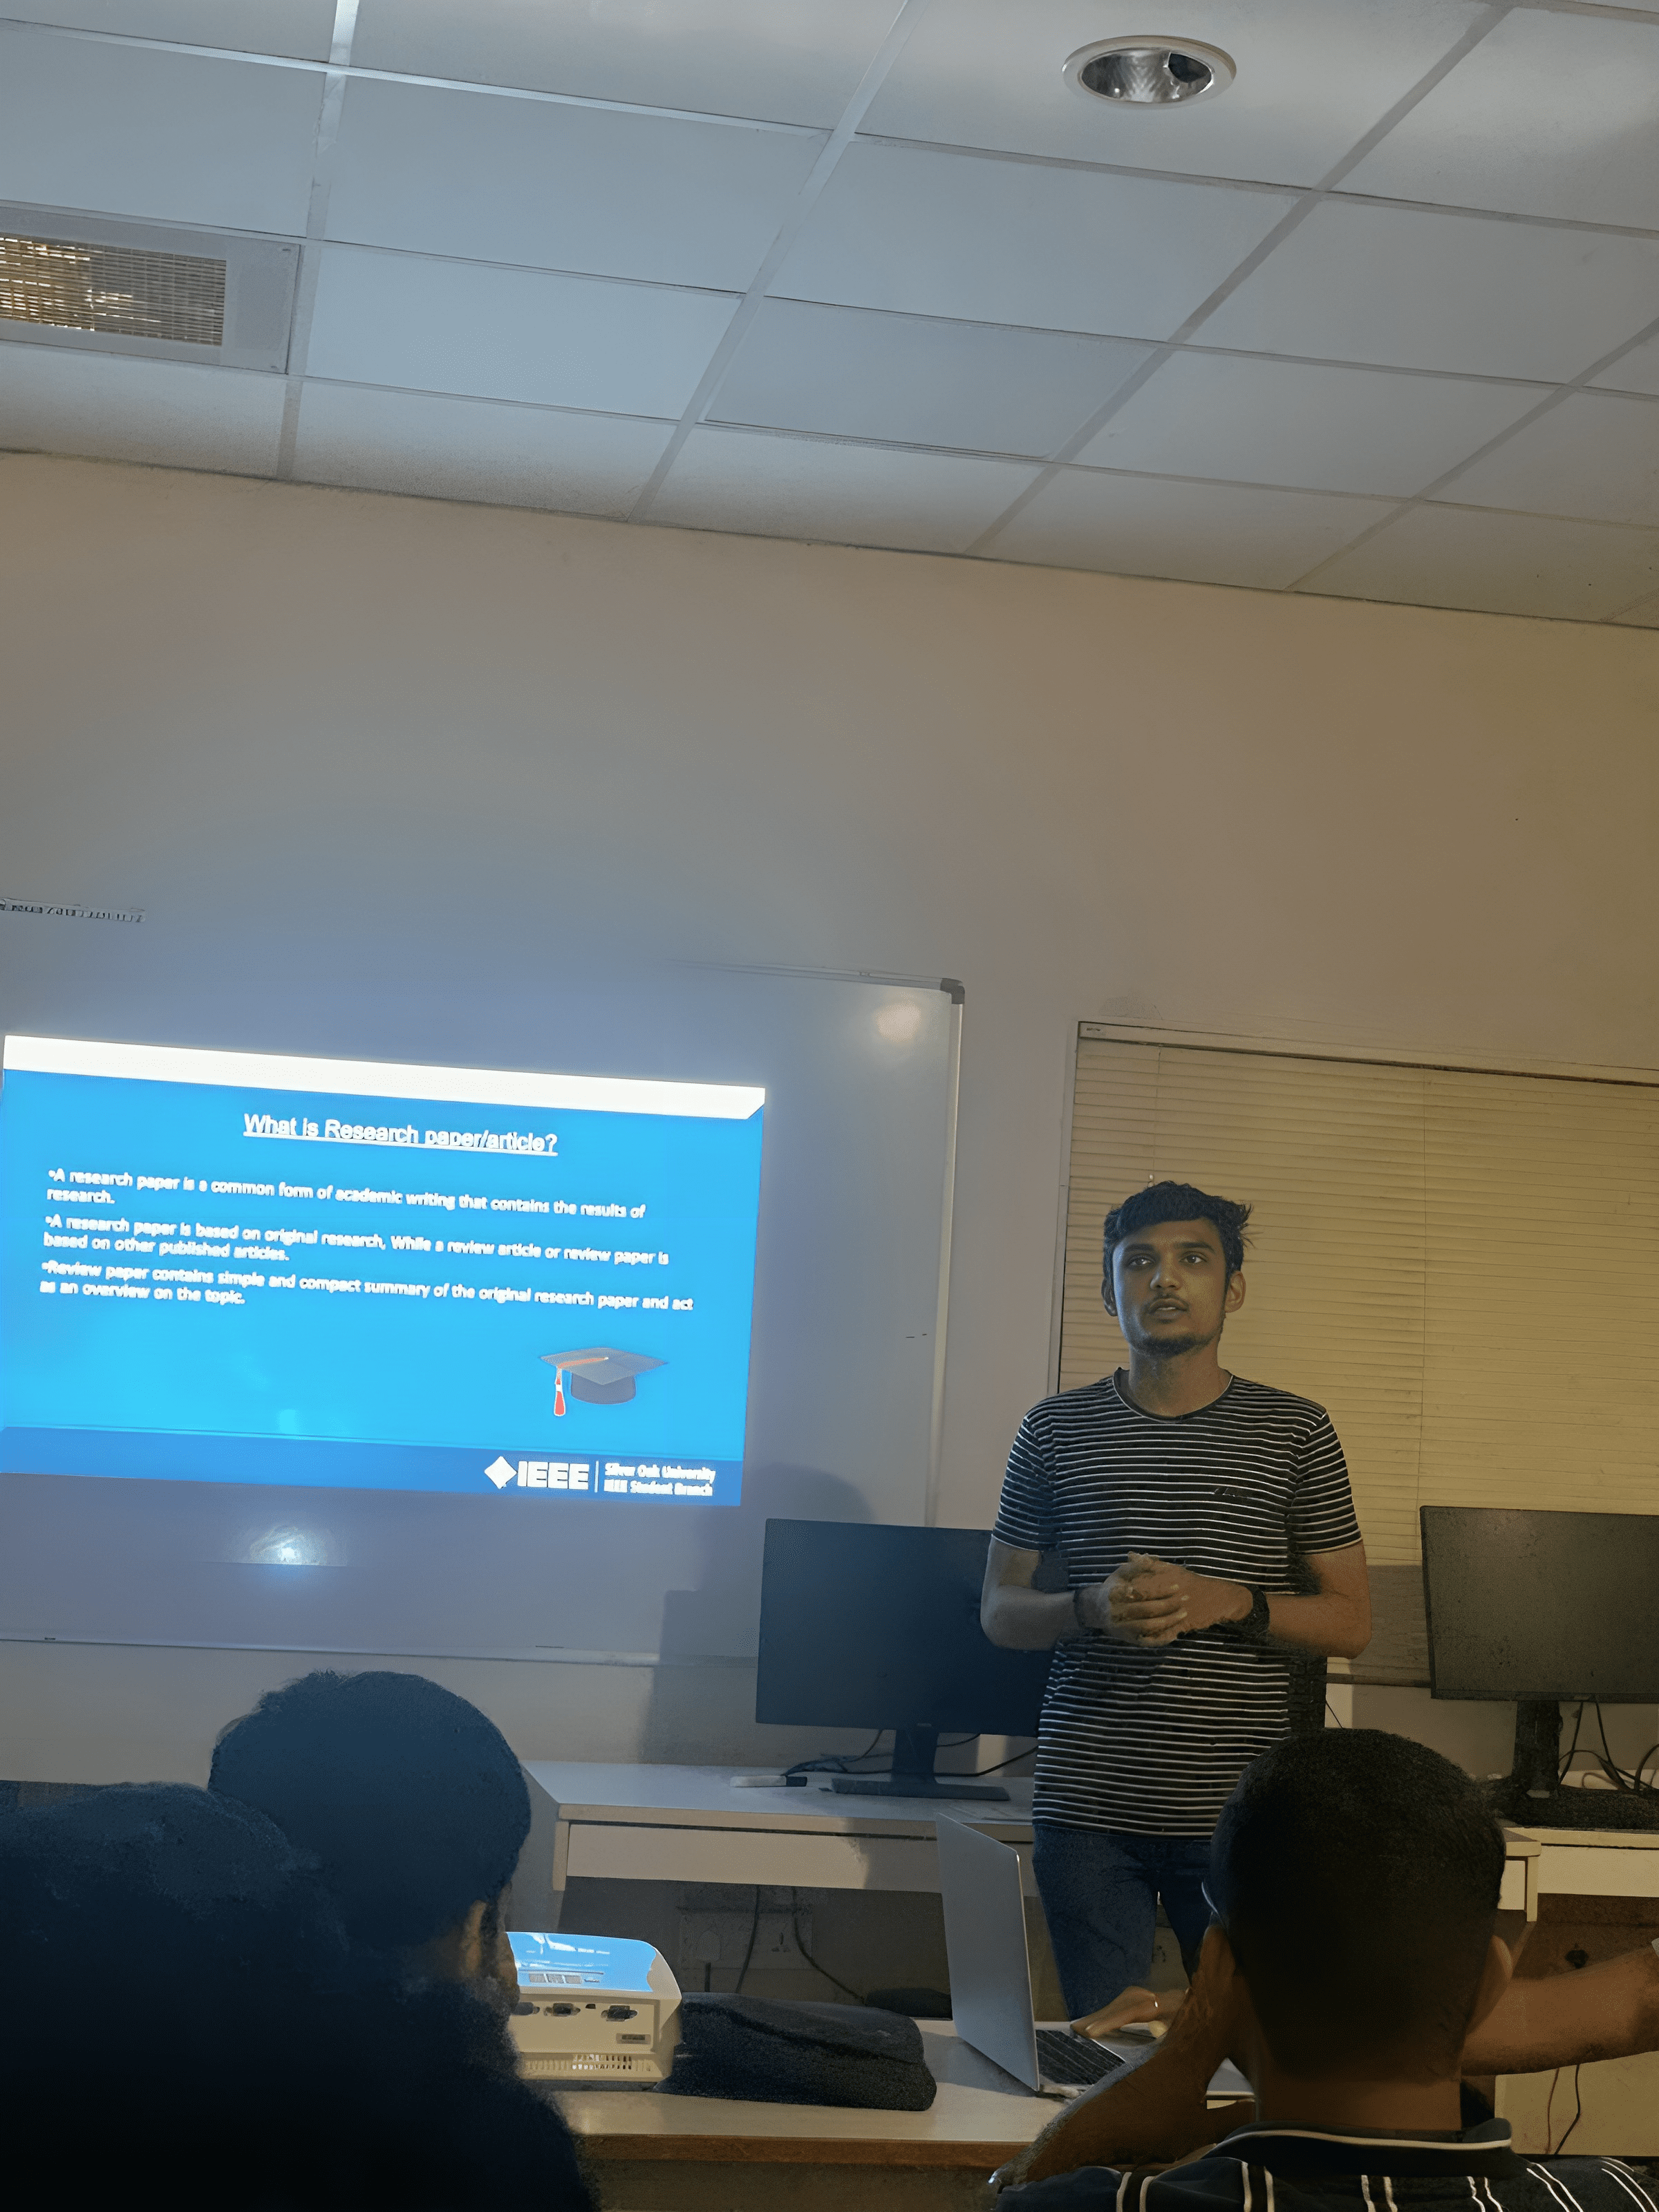 What is Research paper/article?
•A research paper is a common form of academic writing that contains the results of
research.
•A research paper is based on original research, While a review article or review paper is
based on other published articles.
•Review paper contains simple and compact summary of the original research paper and act
as an overview on the topic.
IEEE
Silver Oak University
IEEE Student Branch